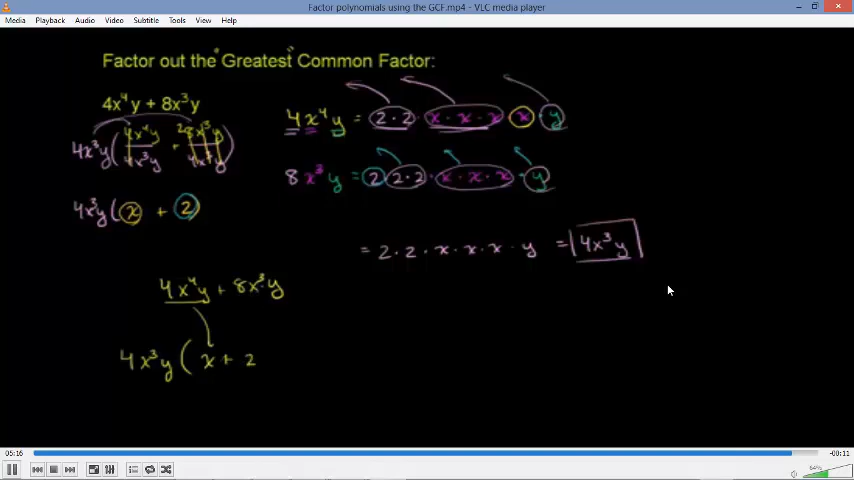 Factor polynomials using the GCF.mp4 - VLC media player
Media Playback Audio Video Subtitle Tools View Help
Factor out the "Greatest" Common Factor:
4x⁴y + 8x³y
4x⁴y = 2·2 · x·x·x · x · y
4x³y ( 4x⁴y/4x³y + 8x³y/4x³y )
2
8x³y = 2 · 2·2 · x·x·x · y
4x³y ( x + 2 )
= 2·2·x·x·x·y = 4x³y
4x⁴y + 8x³y
4x³y ( x + 2
05:16
-00:11
64%